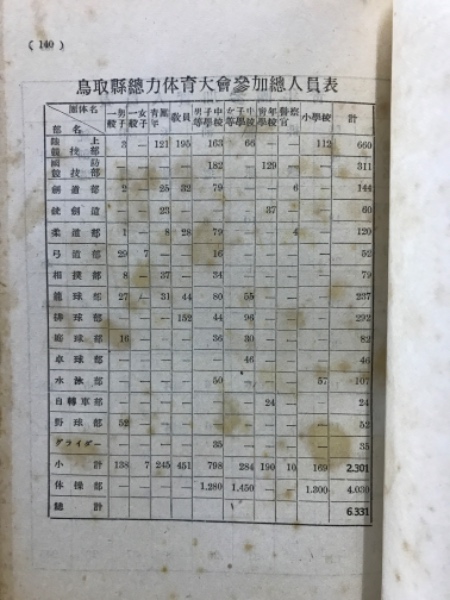 ( 140 )
鳥取縣總力体育大會參加總人員表
團体名 部名 一般男子 一般女子 青團年 敎員 男子中等學校 女子中等學校 靑年學校 警察官 小學校 計
陸上競技部 3 — 121 195 163 66 — — 112 660
國防競技部 — — — — 182 — 129 — — 311
劍道部 2 — 25 32 79 — — 6 — 144
銃劍道 — — 23 — — — 37 — — 60
柔道部 1 — 8 28 79 — — 4 — 120
弓道部 29 7 — — 16 — — — — 52
相撲部 8 — 37 — 34 — — — — 79
籠球部 27 — 31 44 80 55 — — — 237
排球部 — — — 152 44 96 — — — 292
球部 16 — — — 36 30 — — — 82
卓球部 — — — — — 46 — — — 46
水泳部 — — — — 50 — — — 57 107
自轉車部 — — — — — — — 24 — — 24
野球部 52 — — — — — — — — 52
グライダー — — — — 35 — — — — 35
小計 138 7 245 451 798 284 190 10 169 2.301
体操部 — — — — 1.280 1.450 — — 1.300 4.030
總計 6.331